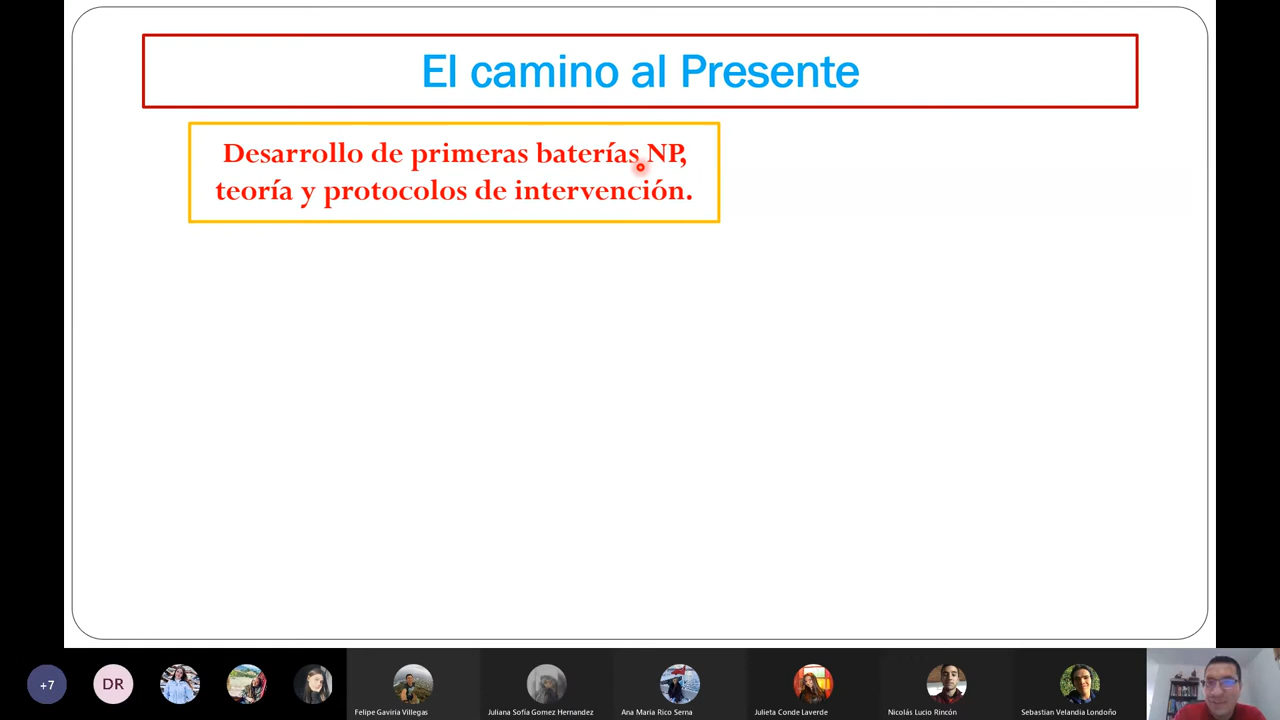 El camino al Presente
Desarrollo de primeras baterías NP,
teoría y protocolos de intervención.
+7
DR
Felipe Gaviria Villegas
Juliana Sofía Gomez Hernandez
Ana Maria Rico Serna
Julieta Conde Laverde
Nicolás Lucio Rincón
Sebastian Velandia Londoño